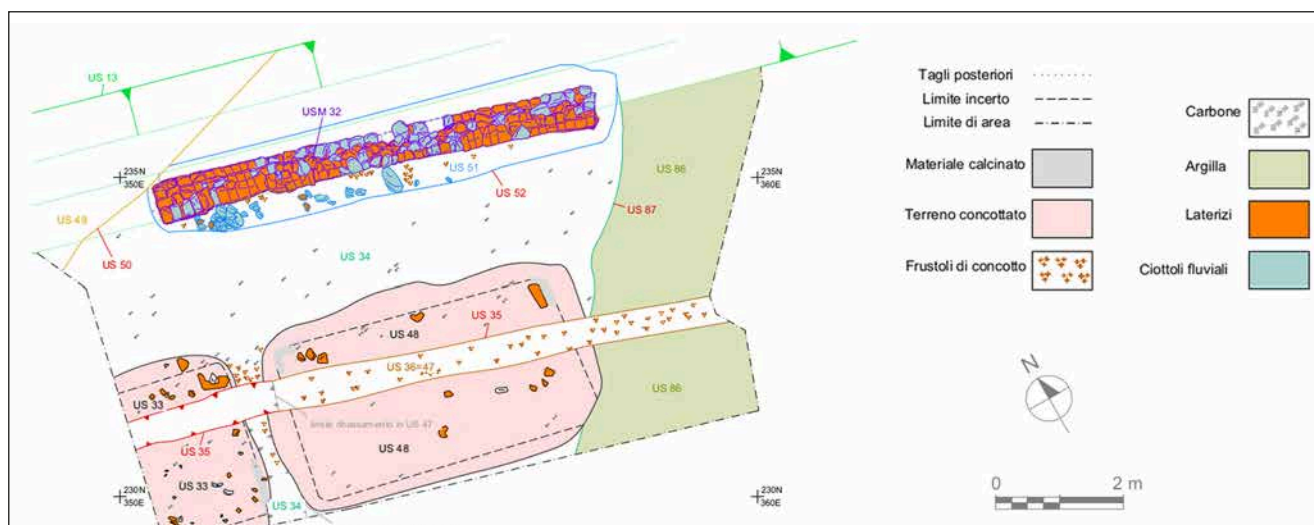 US 13
USM 32
235N
350E
US 51
US 52
US 86
235N
360E
US 49
US 50
US 87
US 34
US 35
US 48
US 36=47
US 33
US 86
US 35
US 48
US 33
US 34
230N
350E
230N
360E
Tagli posteriori
Limite incerto
Limite di area
Materiale calcinato
Terreno concottato
Frustoli di concotto
Carbone
Argilla
Laterizi
Ciottoli fluviali
N
0 2 m